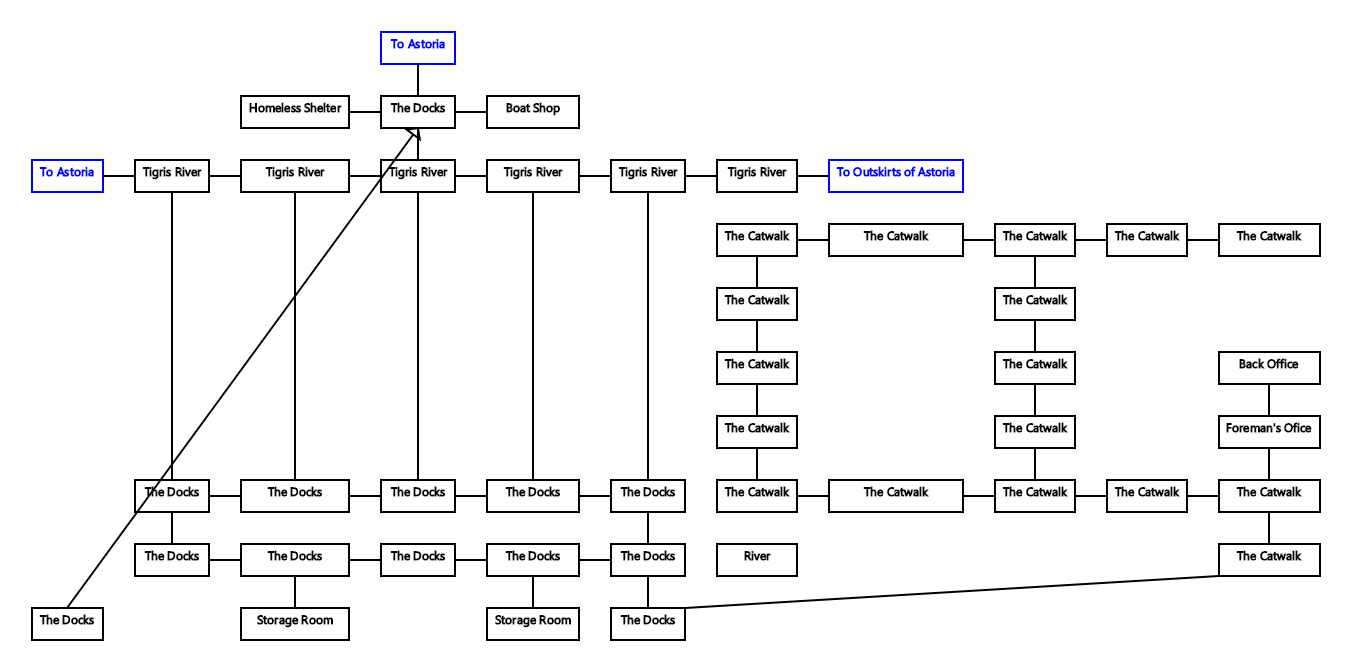 To Astoria
Homeless Shelter
The Docks
Boat Shop
To Astoria
Tigris River
Tigris River
Tigris River
Tigris River
Tigris River
Tigris River
To Outskirts of Astoria
The Catwalk
The Catwalk
The Catwalk
The Catwalk
The Catwalk
The Catwalk
The Catwalk
The Catwalk
The Catwalk
Back Office
The Catwalk
The Catwalk
Foreman's Ofice
The Docks
The Docks
The Docks
The Docks
The Docks
The Catwalk
The Catwalk
The Catwalk
The Catwalk
The Catwalk
The Docks
The Docks
The Docks
The Docks
The Docks
River
The Catwalk
The Docks
Storage Room
Storage Room
The Docks